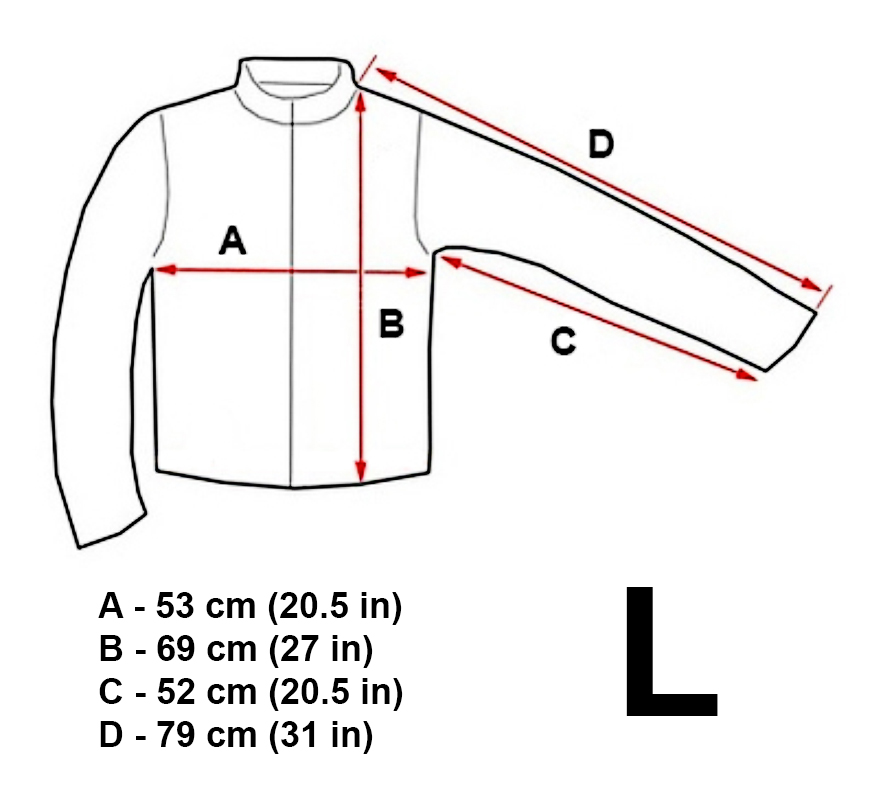 D
A
B
C
A - 53 cm (20.5 in)
B - 69 cm (27 in)
C - 52 cm (20.5 in)
D - 79 cm (31 in)
L